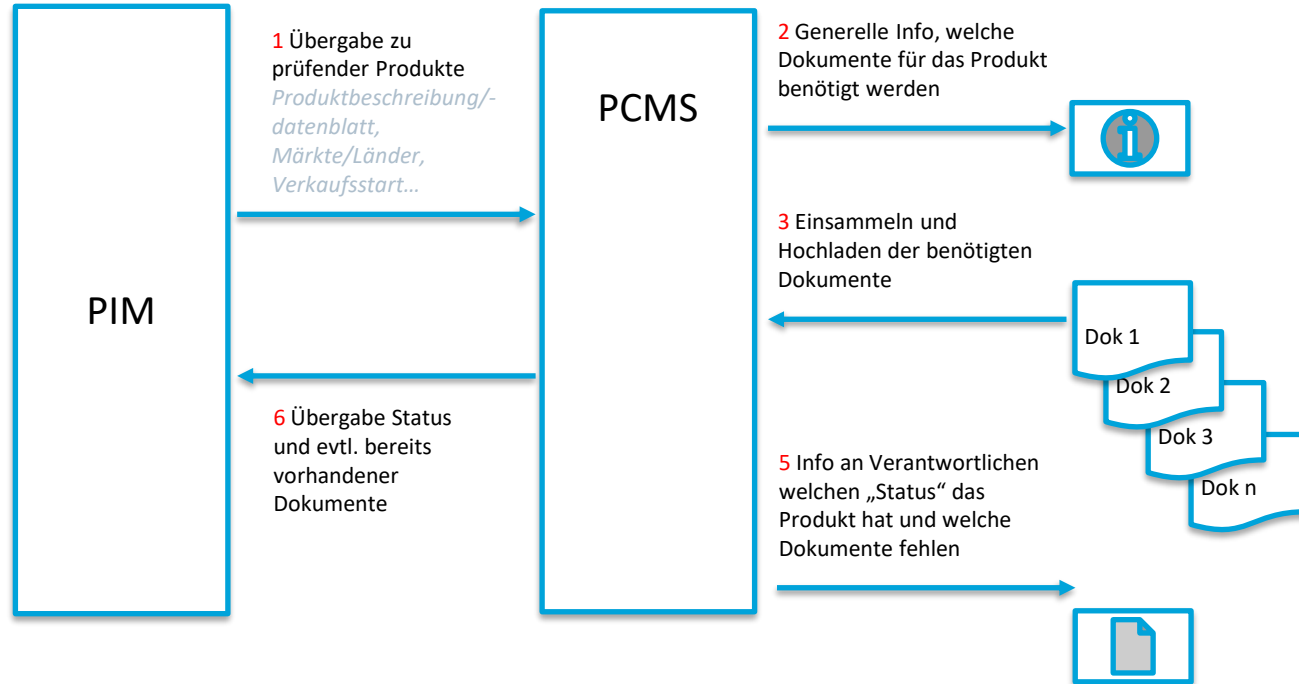 1 Übergabe zu
prüfender Produkte
Produktbeschreibung/-
datenblatt,
Märkte/Länder,
Verkaufsstart…
PCMS
2 Generelle Info, welche
Dokumente für das Produkt
benötigt werden
3 Einsammeln und
Hochladen der benötigten
Dokumente
PIM
Dok 1
Dok 2
Dok 3
Dok n
6 Übergabe Status
und evtl. bereits
vorhandener
Dokumente
5 Info an Verantwortlichen
welchen „Status“ das
Produkt hat und welche
Dokumente fehlen